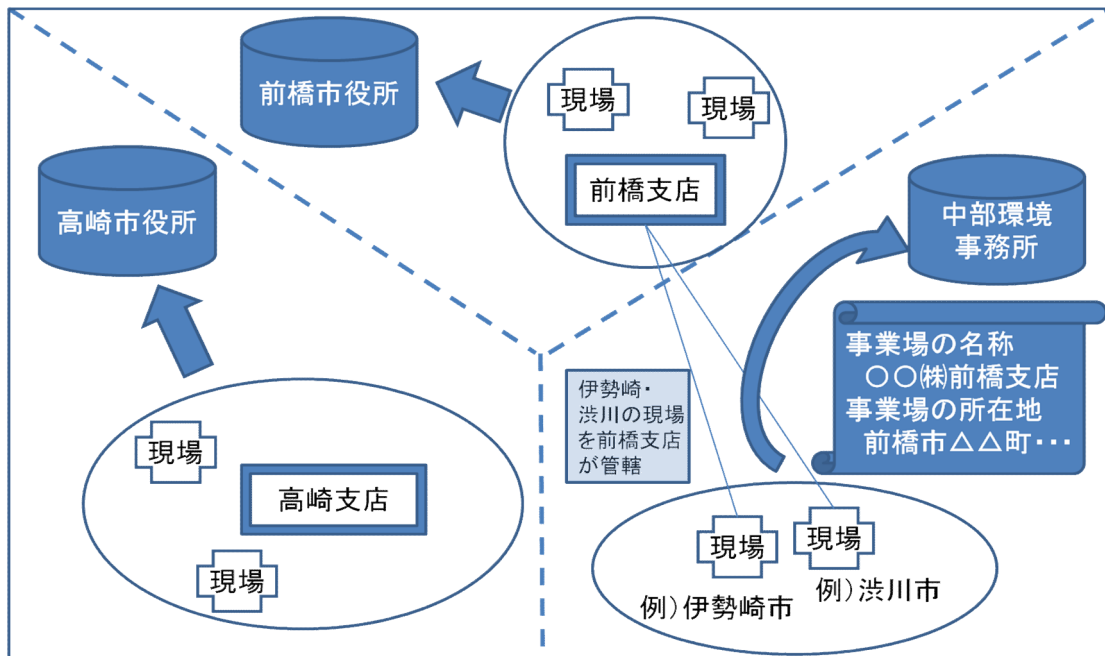 前橋市役所
現場
現場
前橋支店
高崎市役所
中部環境
事務所
事業場の名称
〇〇㈱前橋支店
事業場の所在地
前橋市△△町･･･
伊勢崎・
渋川の現場
を前橋支店
が管轄
現場
高崎支店
現場
現場
現場
例）伊勢崎市
例）渋川市